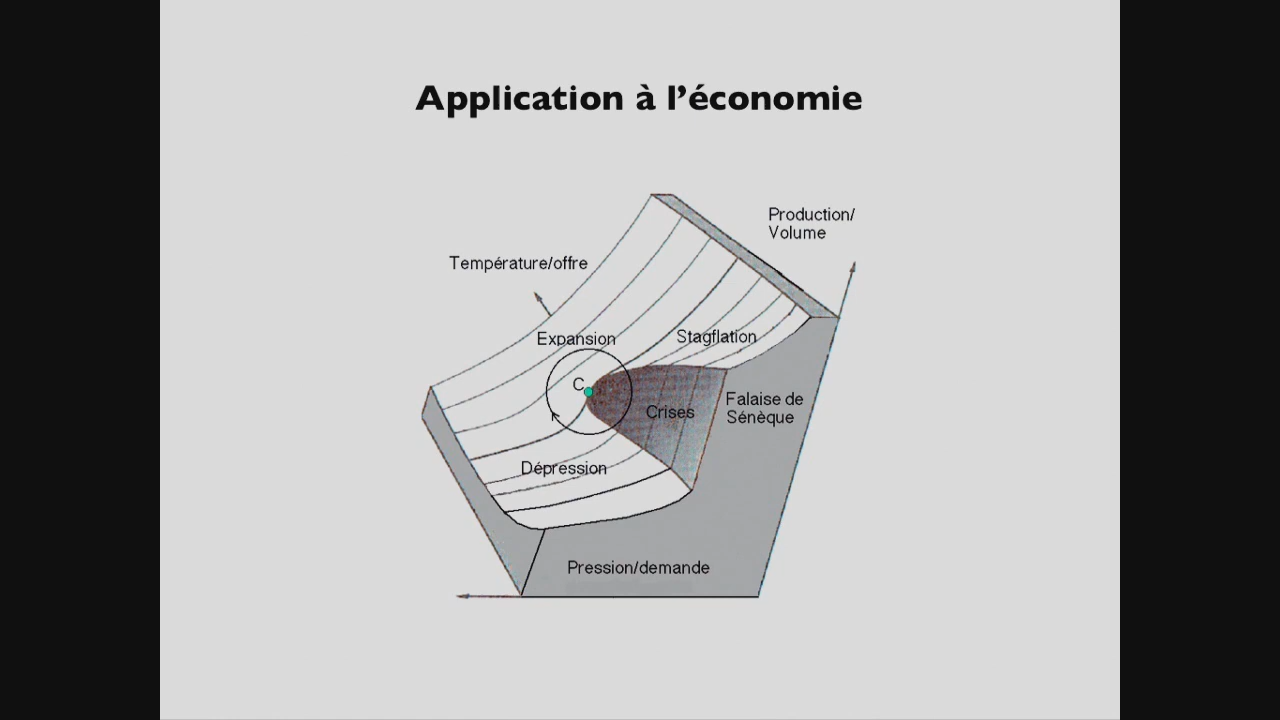 Application à l’économie
Production/
Volume
Température/offre
Expansion
Stagflation
C
Crises
Falaise de
Sénèque
Dépression
Pression/demande